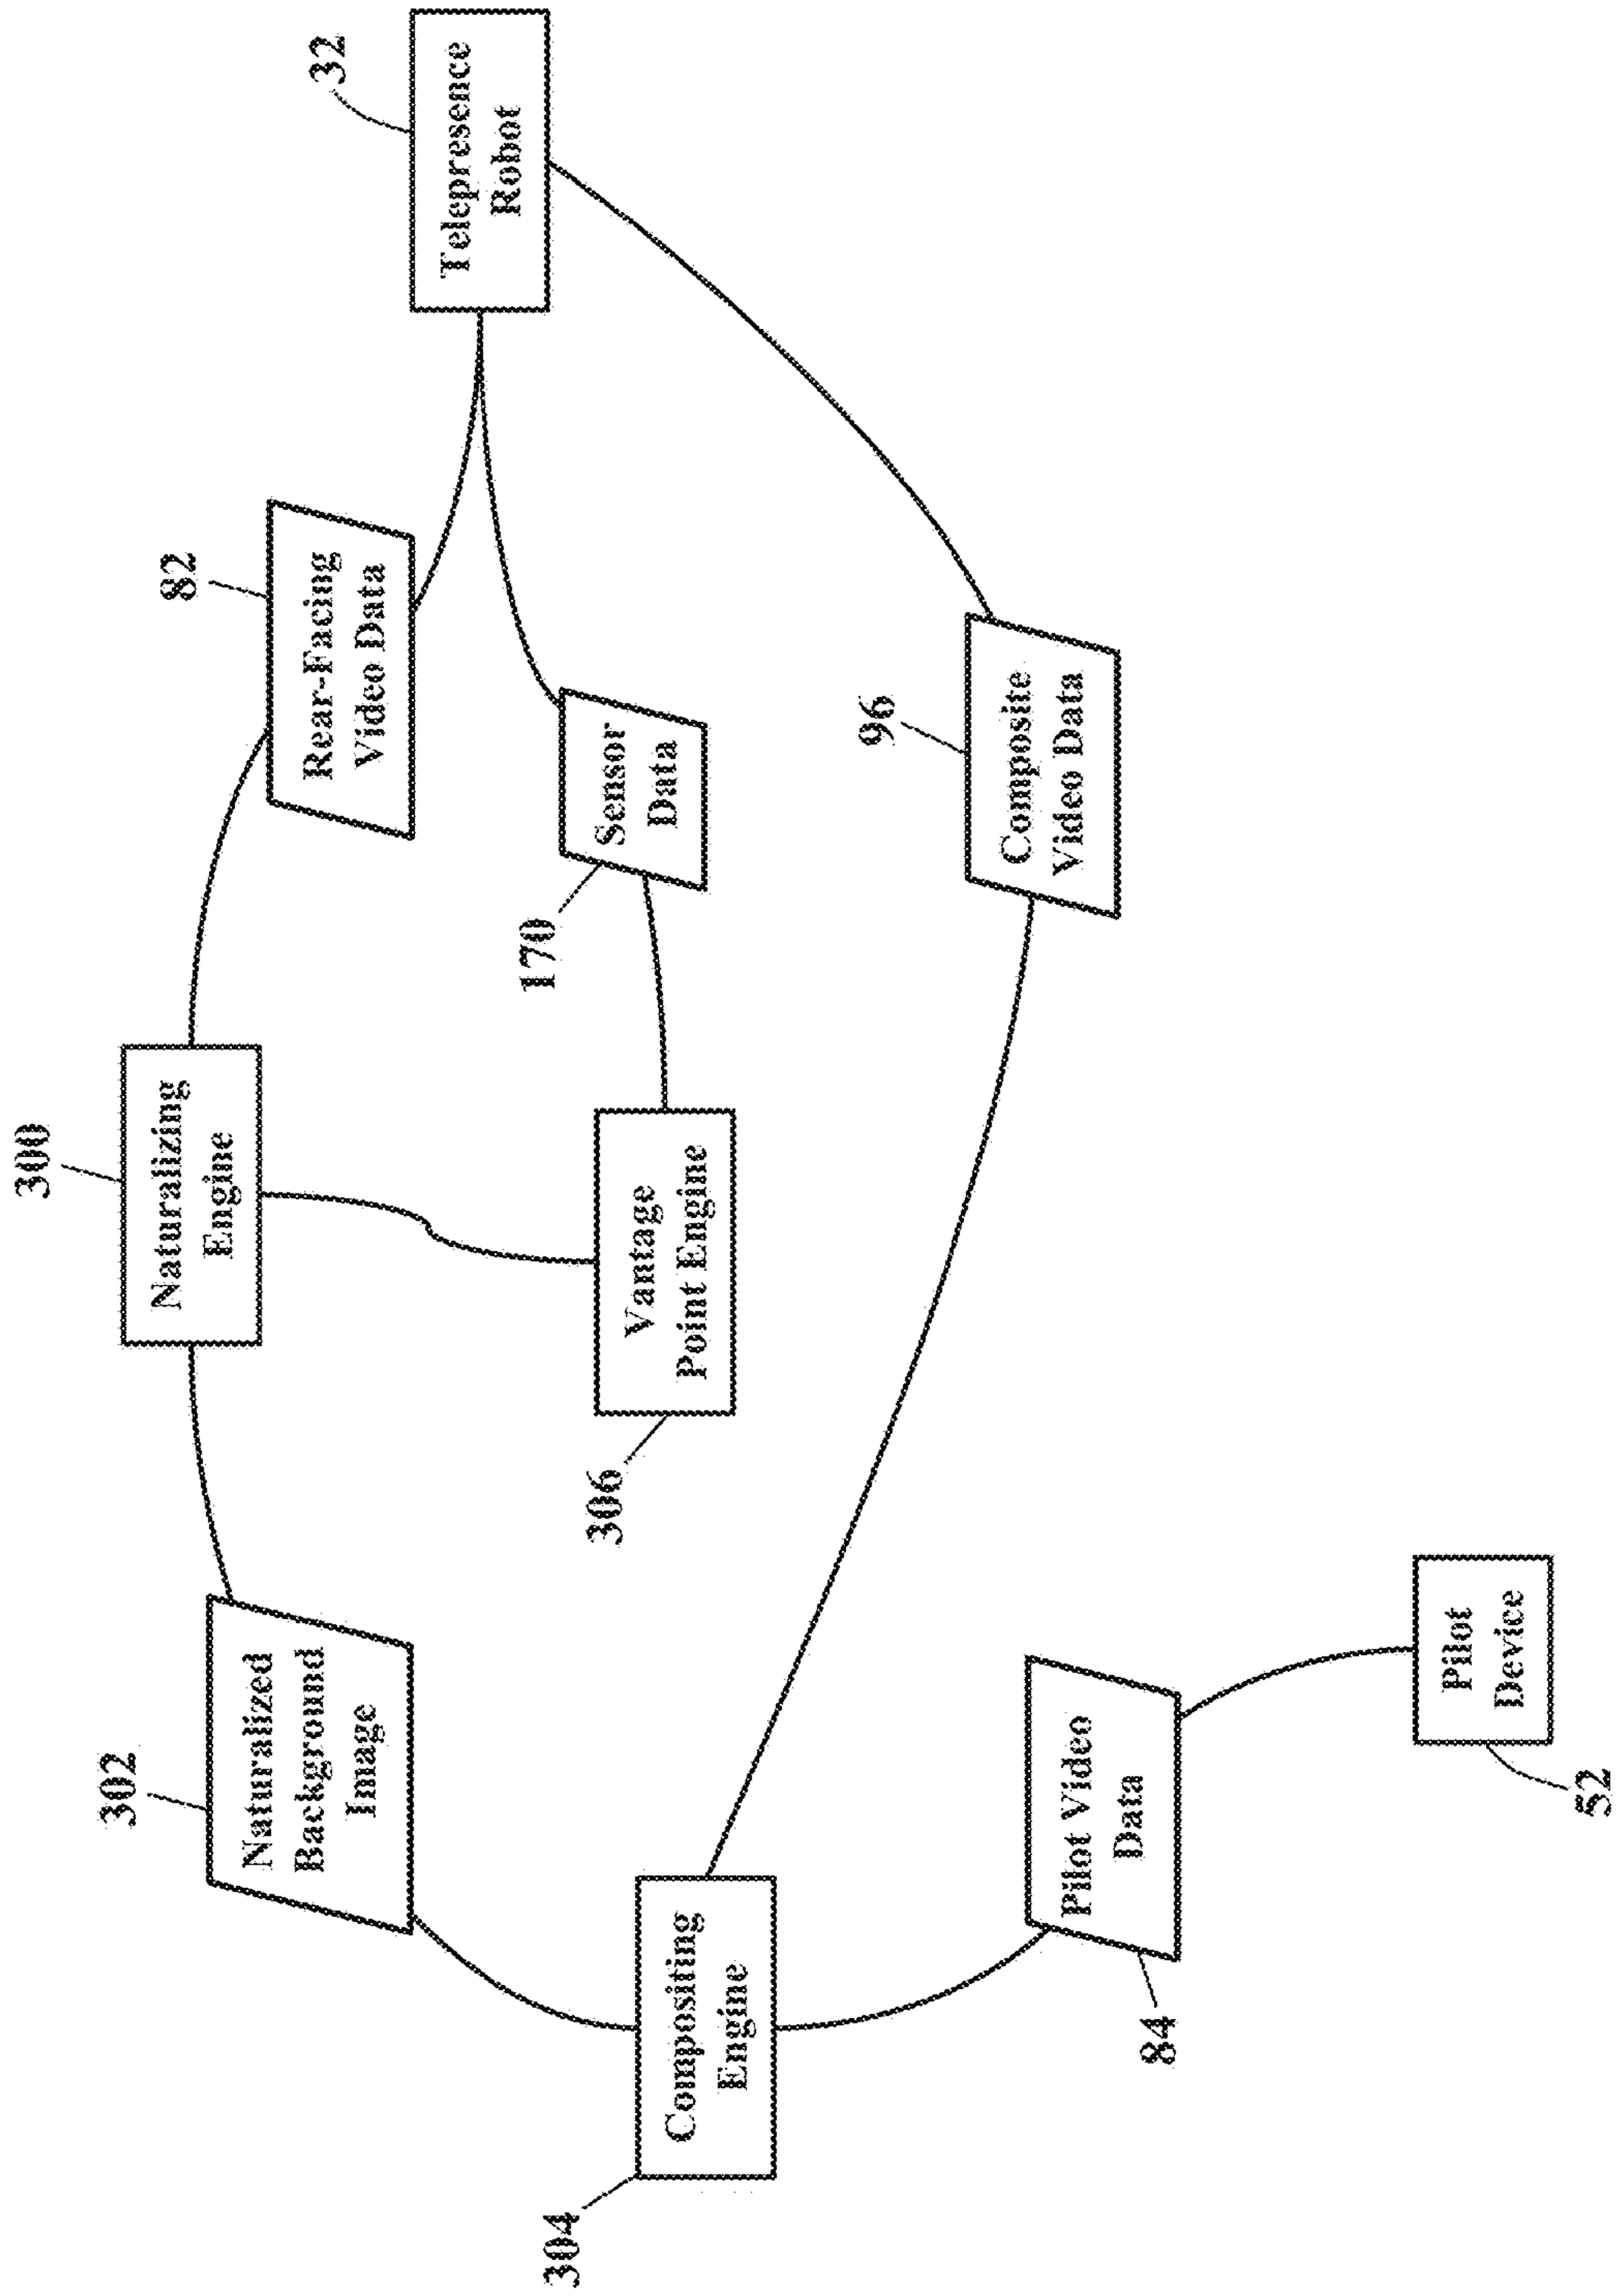 304
Compositing
Engine
302
Naturalized
Background
Image
84
Pilot Video
Data
52
Pilot
Device
300
Naturalizing
Engine
306
Vantage
Point Engine
82
Rear-Facing
Video Data
170
Sensor
Data
96
Composite
Video Data
32
Telepresence
Robot